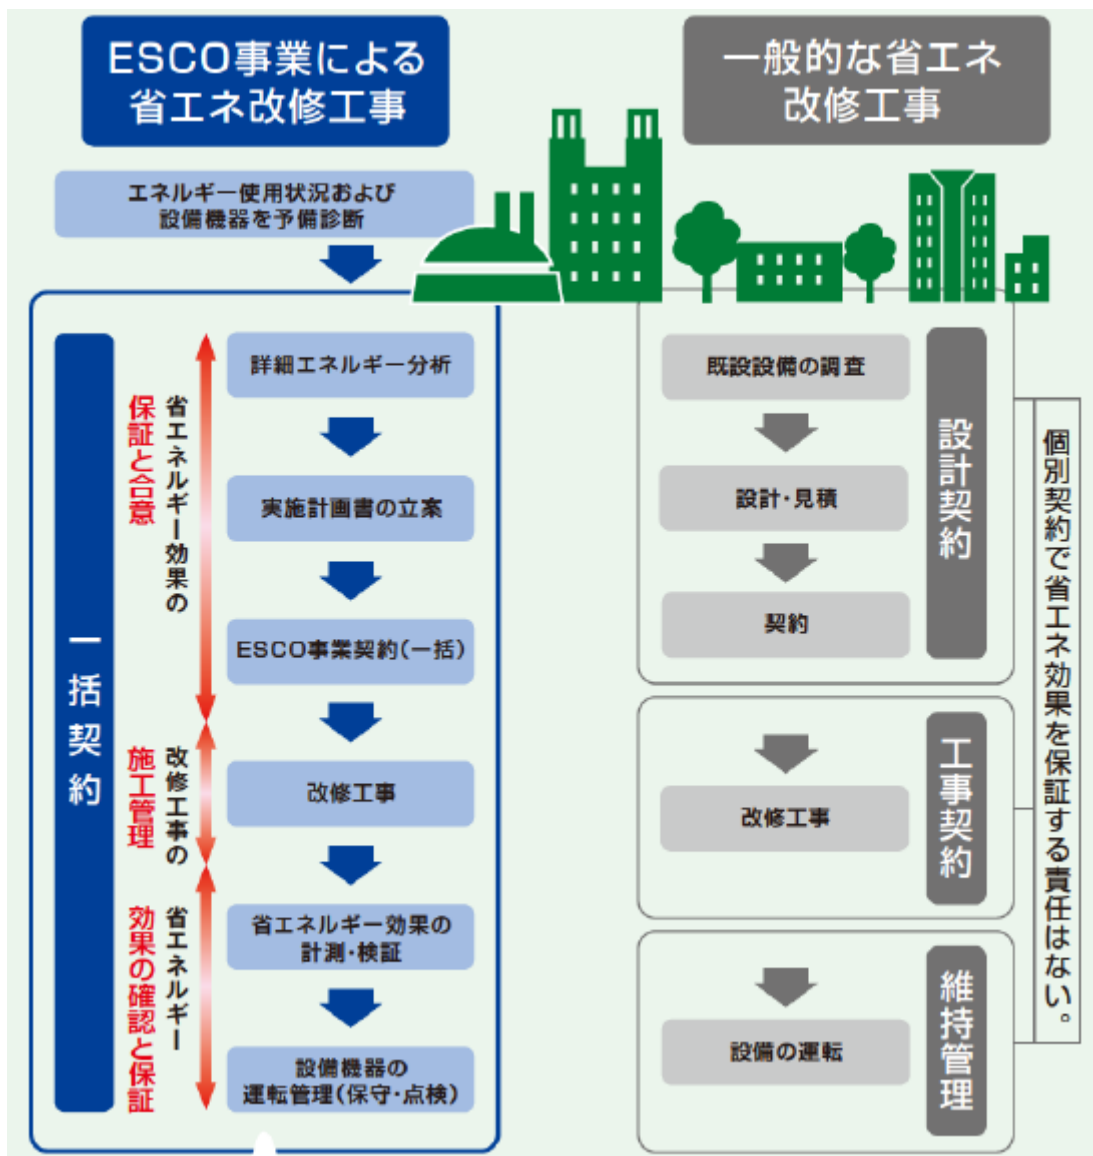 ESCO事業による
省エネ改修工事
エネルギー使用状況および
設備機器を予備診断
一括契約
省エネルギー効果の
保証と合意
改修工事の
施工管理
省エネルギー
効果の確認と保証
詳細エネルギー分析
実施計画書の立案
ESCO事業契約(一括)
改修工事
省エネルギー効果の
計測・検証
設備機器の
運転管理(保守・点検)
一般的な省エネ
改修工事
既設設備の調査
設計・見積
契約
設計契約
改修工事
工事契約
設備の運転
維持管理
個別契約で省エネ効果を保証する責任はない。